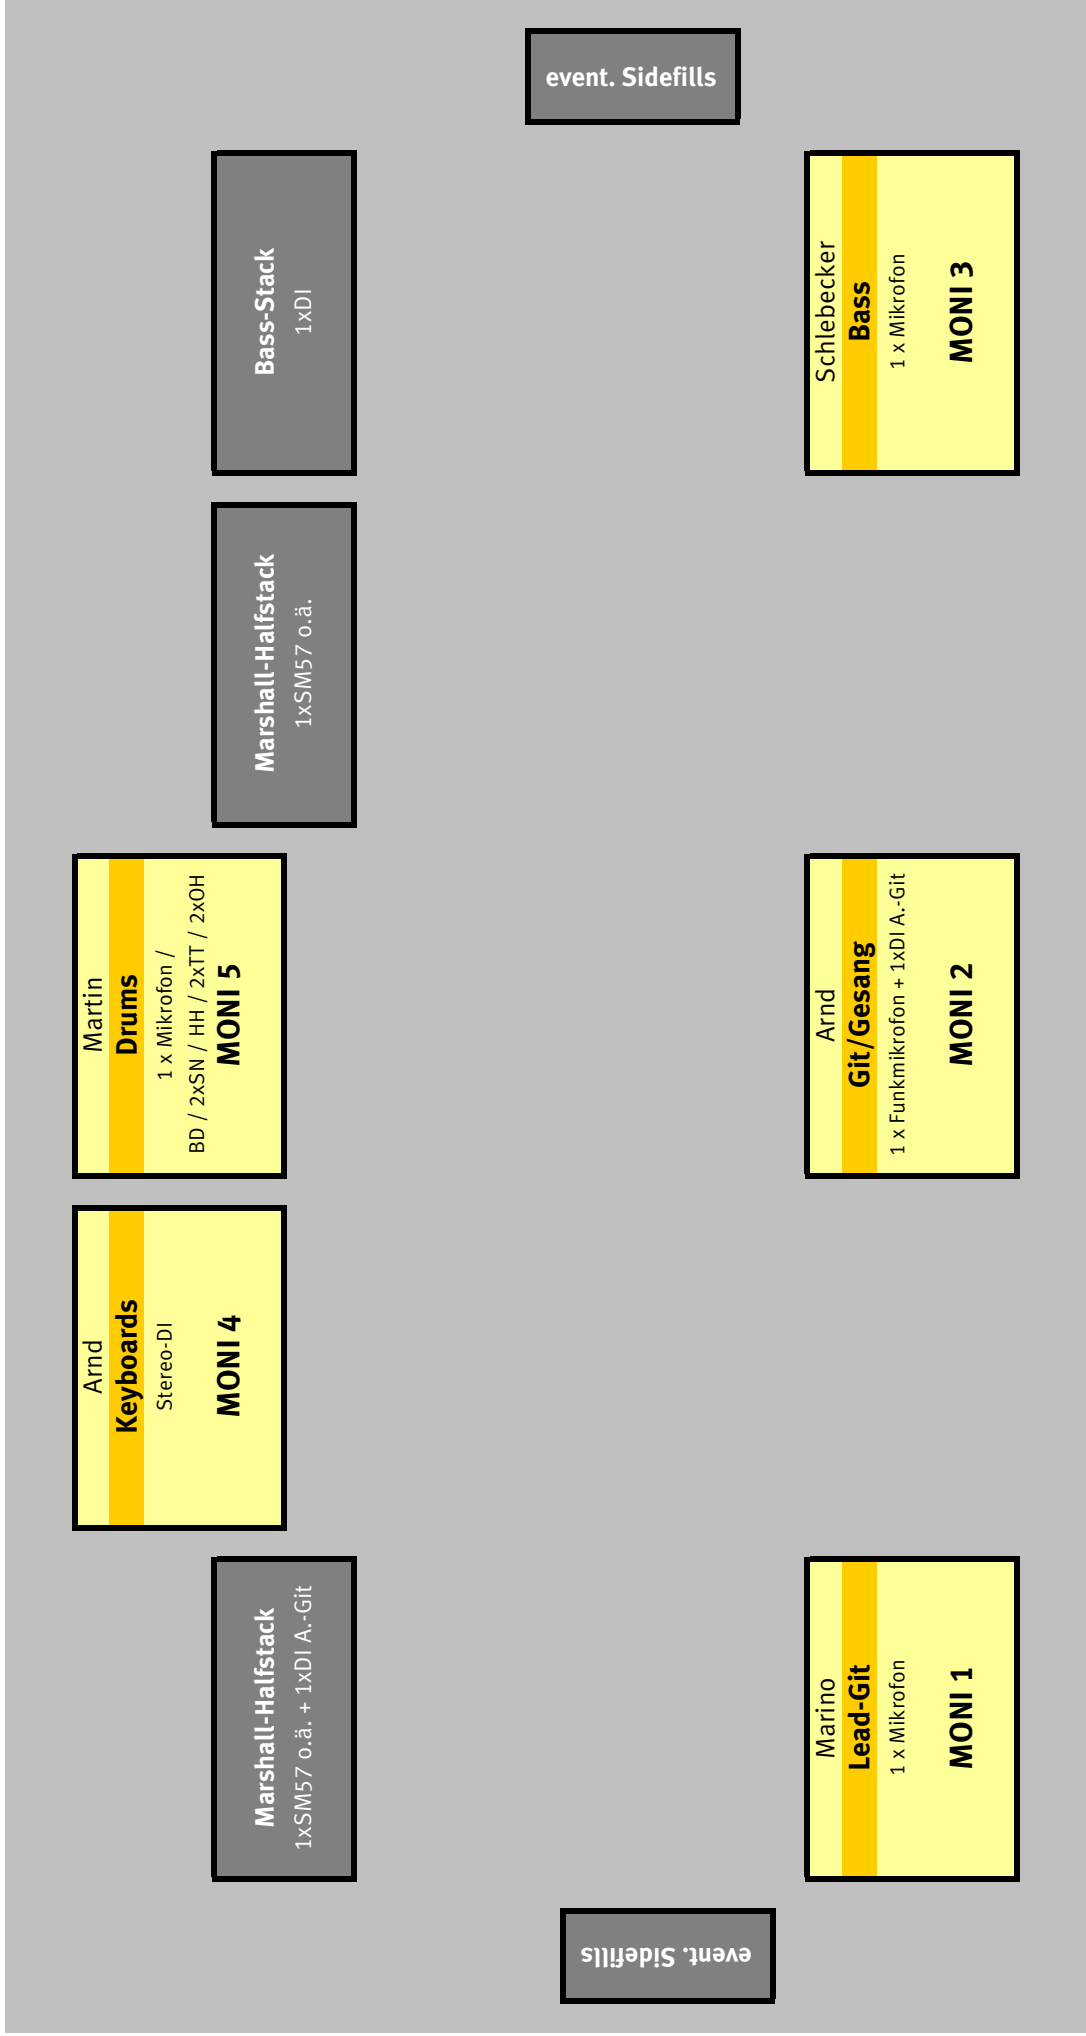 event. Sidefills
Marshall-Halfstack
1xSM57 o.ä. + 1xDI A.-Git
Arnd
Keyboards
Stereo-DI
MONI 4
Martin
Drums
1 x Mikrofon /
BD / 2xSN / HH / 2xTT / 2xOH
MONI 5
Marshall-Halfstack
1xSM57 o.ä.
Bass-Stack
1xDI
event. Sidefills
Marino
Lead-Git
1 x Mikrofon
MONI 1
Arnd
Git/Gesang
1 x Funkmikrofon + 1xDI A.-Git
MONI 2
Schlebecker
Bass
1 x Mikrofon
MONI 3